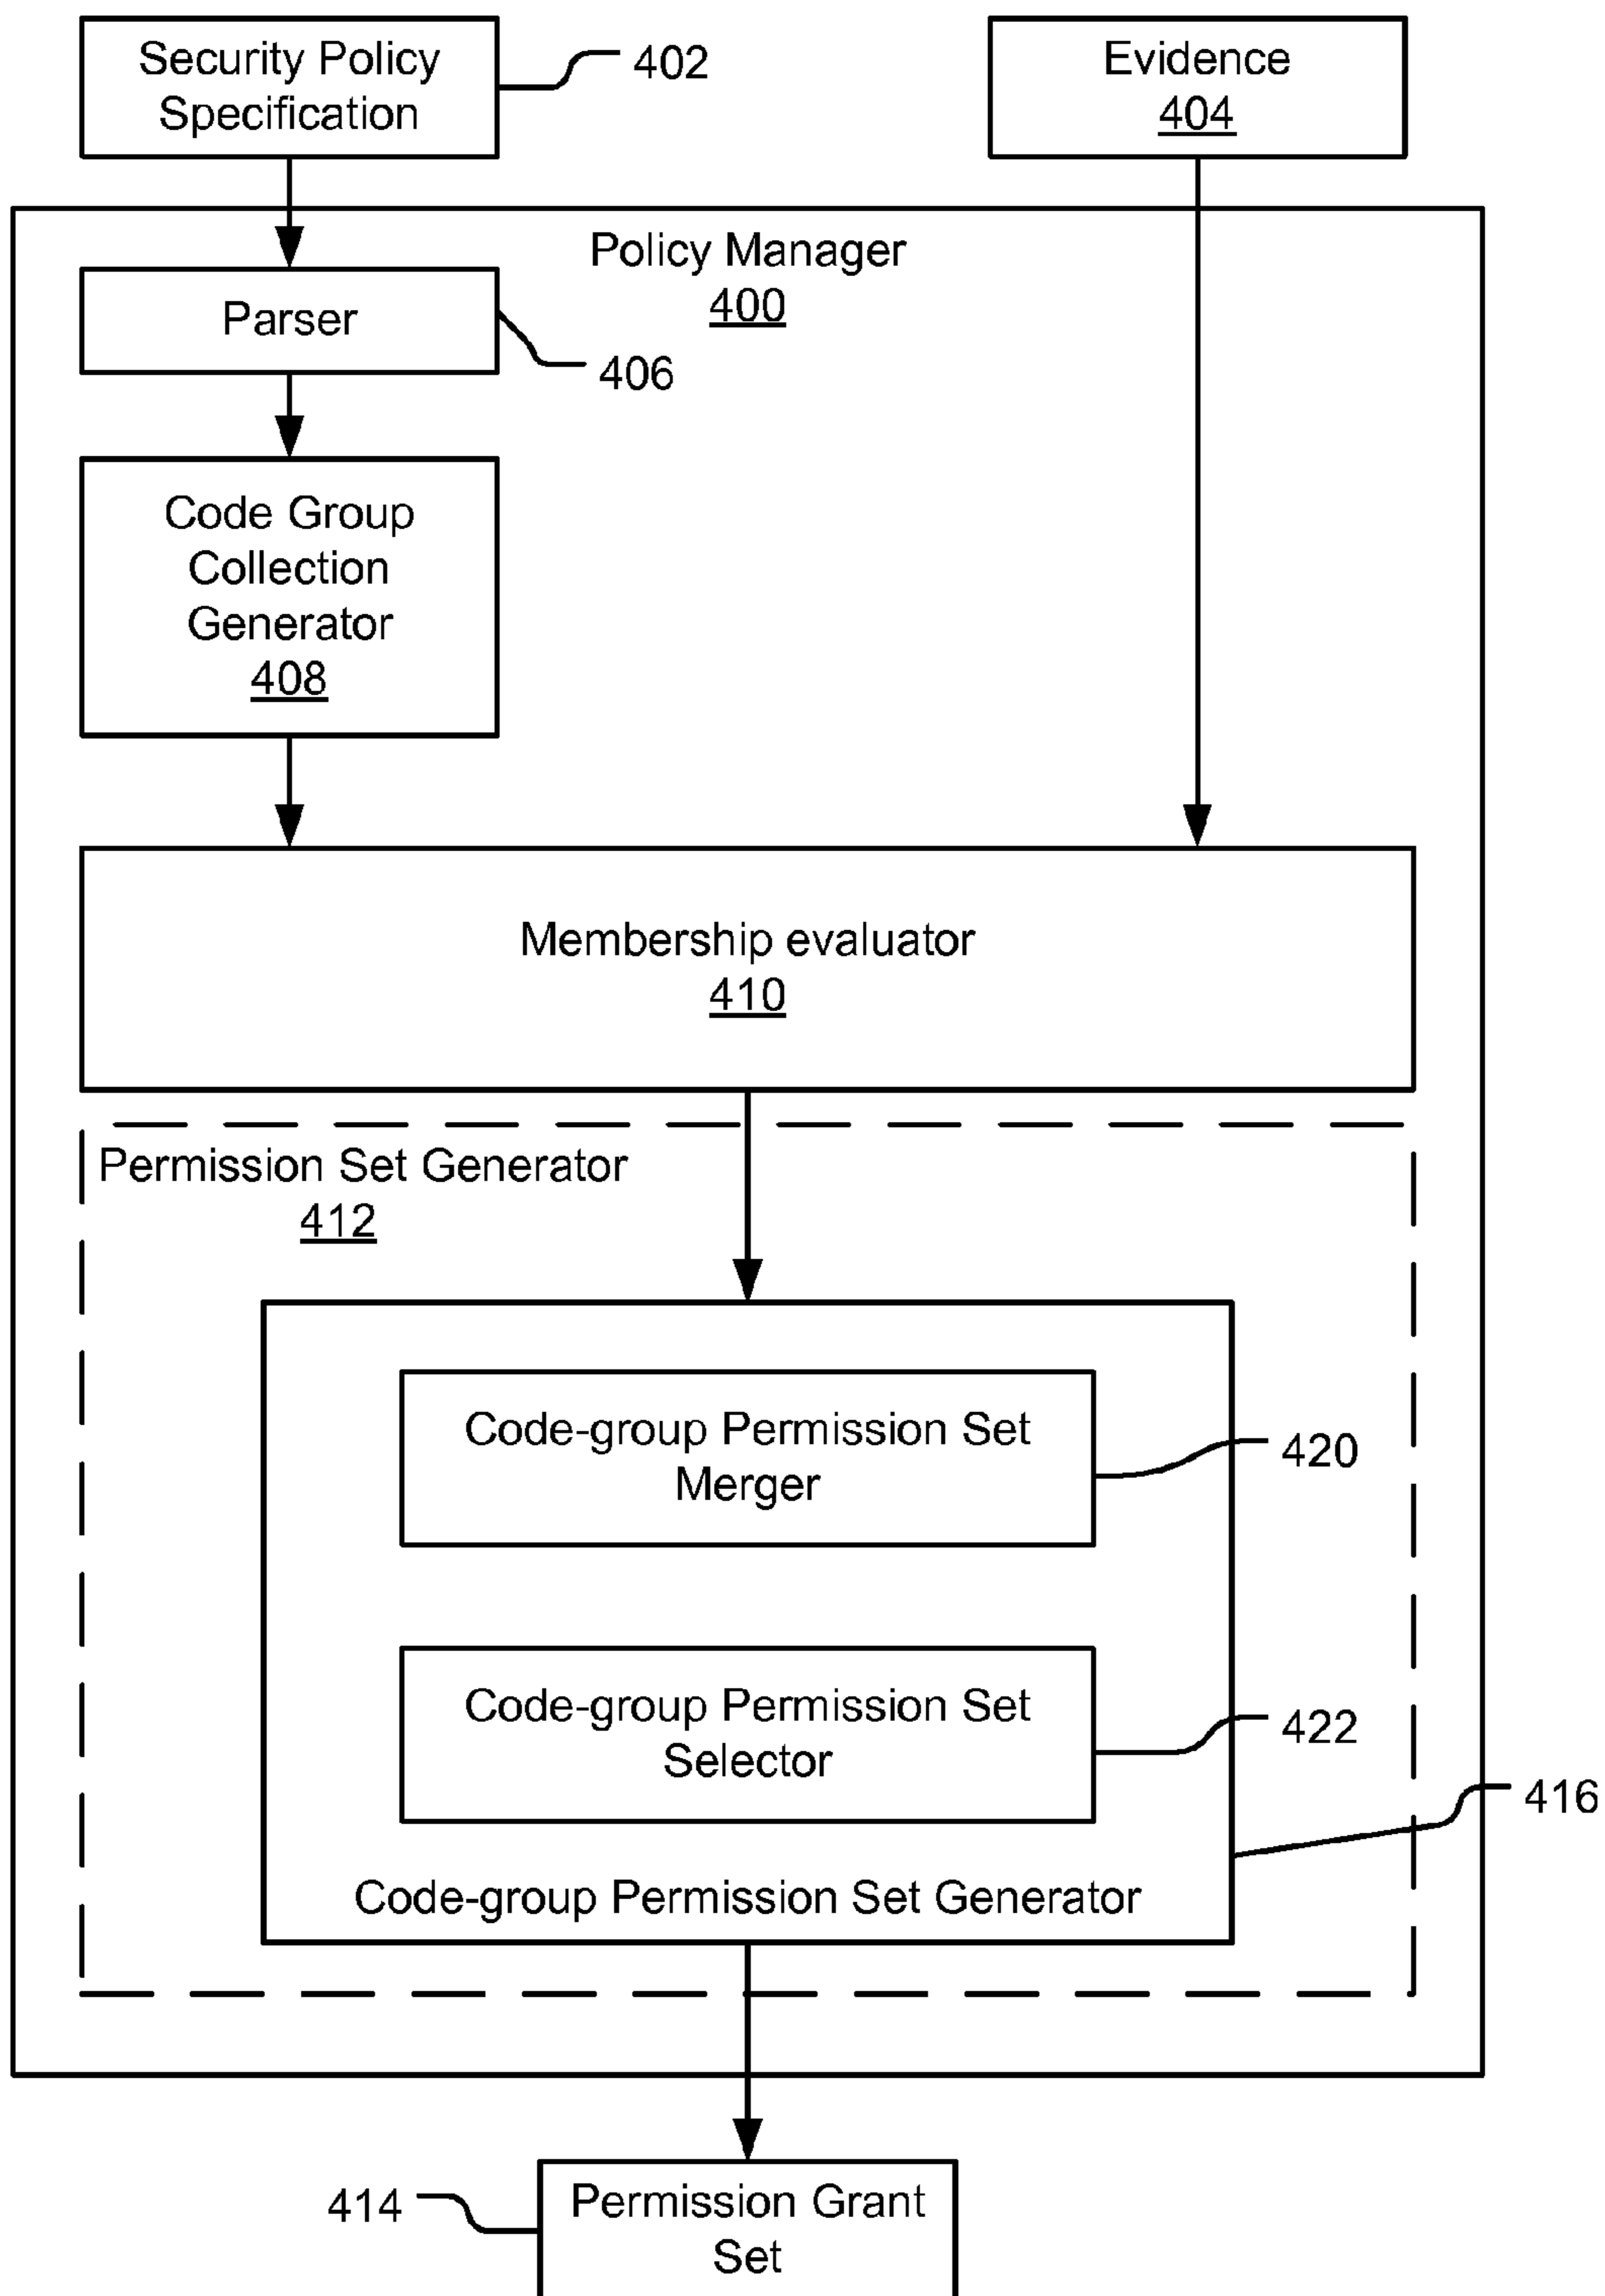 Security Policy
Specification
402
Evidence
404
Policy Manager
400
Parser
406
Code Group
Collection
Generator
408
Membership evaluator
410
Permission Set Generator
412
Code-group Permission Set
Merger
420
Code-group Permission Set
Selector
422
416
Code-group Permission Set Generator
414
Permission Grant
Set